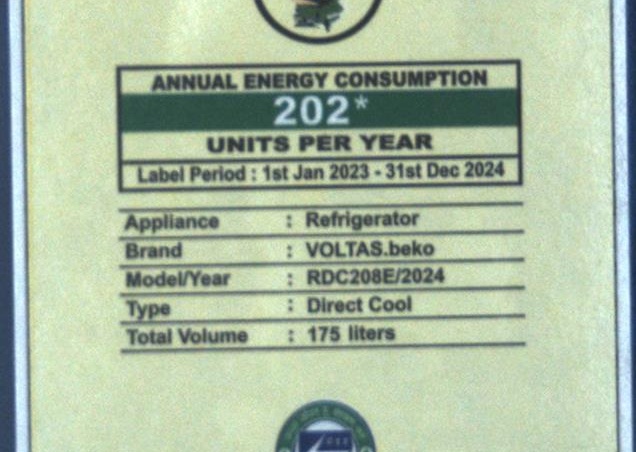 ANNUAL ENERGY CONSUMPTION
202*
UNITS PER YEAR
Label Period : 1st Jan 2023 - 31st Dec 2024
Appliance : Refrigerator
Brand : VOLTAS.beko
Model/Year : RDC208E/2024
Type : Direct Cool
Total Volume : 175 liters